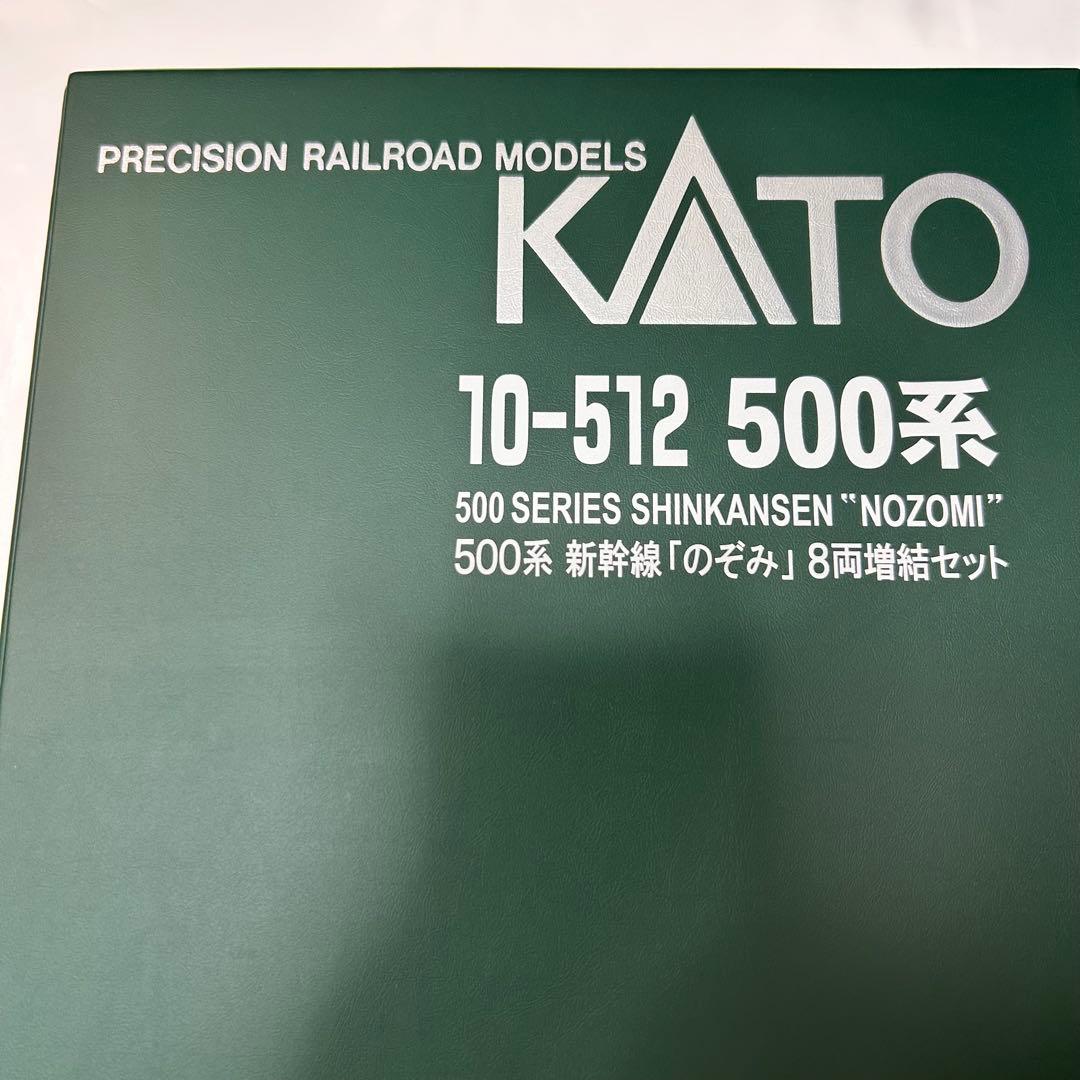 PRECISION RAILROAD MODELS
KATO
10-512 500系
500 SERIES SHINKANSEN “NOZOMI”
500系 新幹線「のぞみ」 8両増結セット